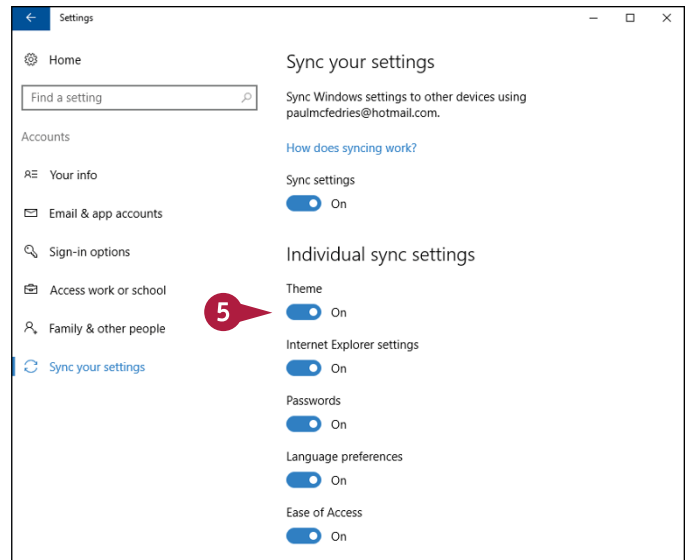 Settings
Home
Find a setting
Accounts
Your info
Email & app accounts
Sign-in options
Access work or school
Family & other people
Sync your settings
Sync your settings
Sync Windows settings to other devices using
paulmcfedries@hotmail.com.
How does syncing work?
Sync settings
On
Individual sync settings
Theme
5
On
Internet Explorer settings
On
Passwords
On
Language preferences
On
Ease of Access
On